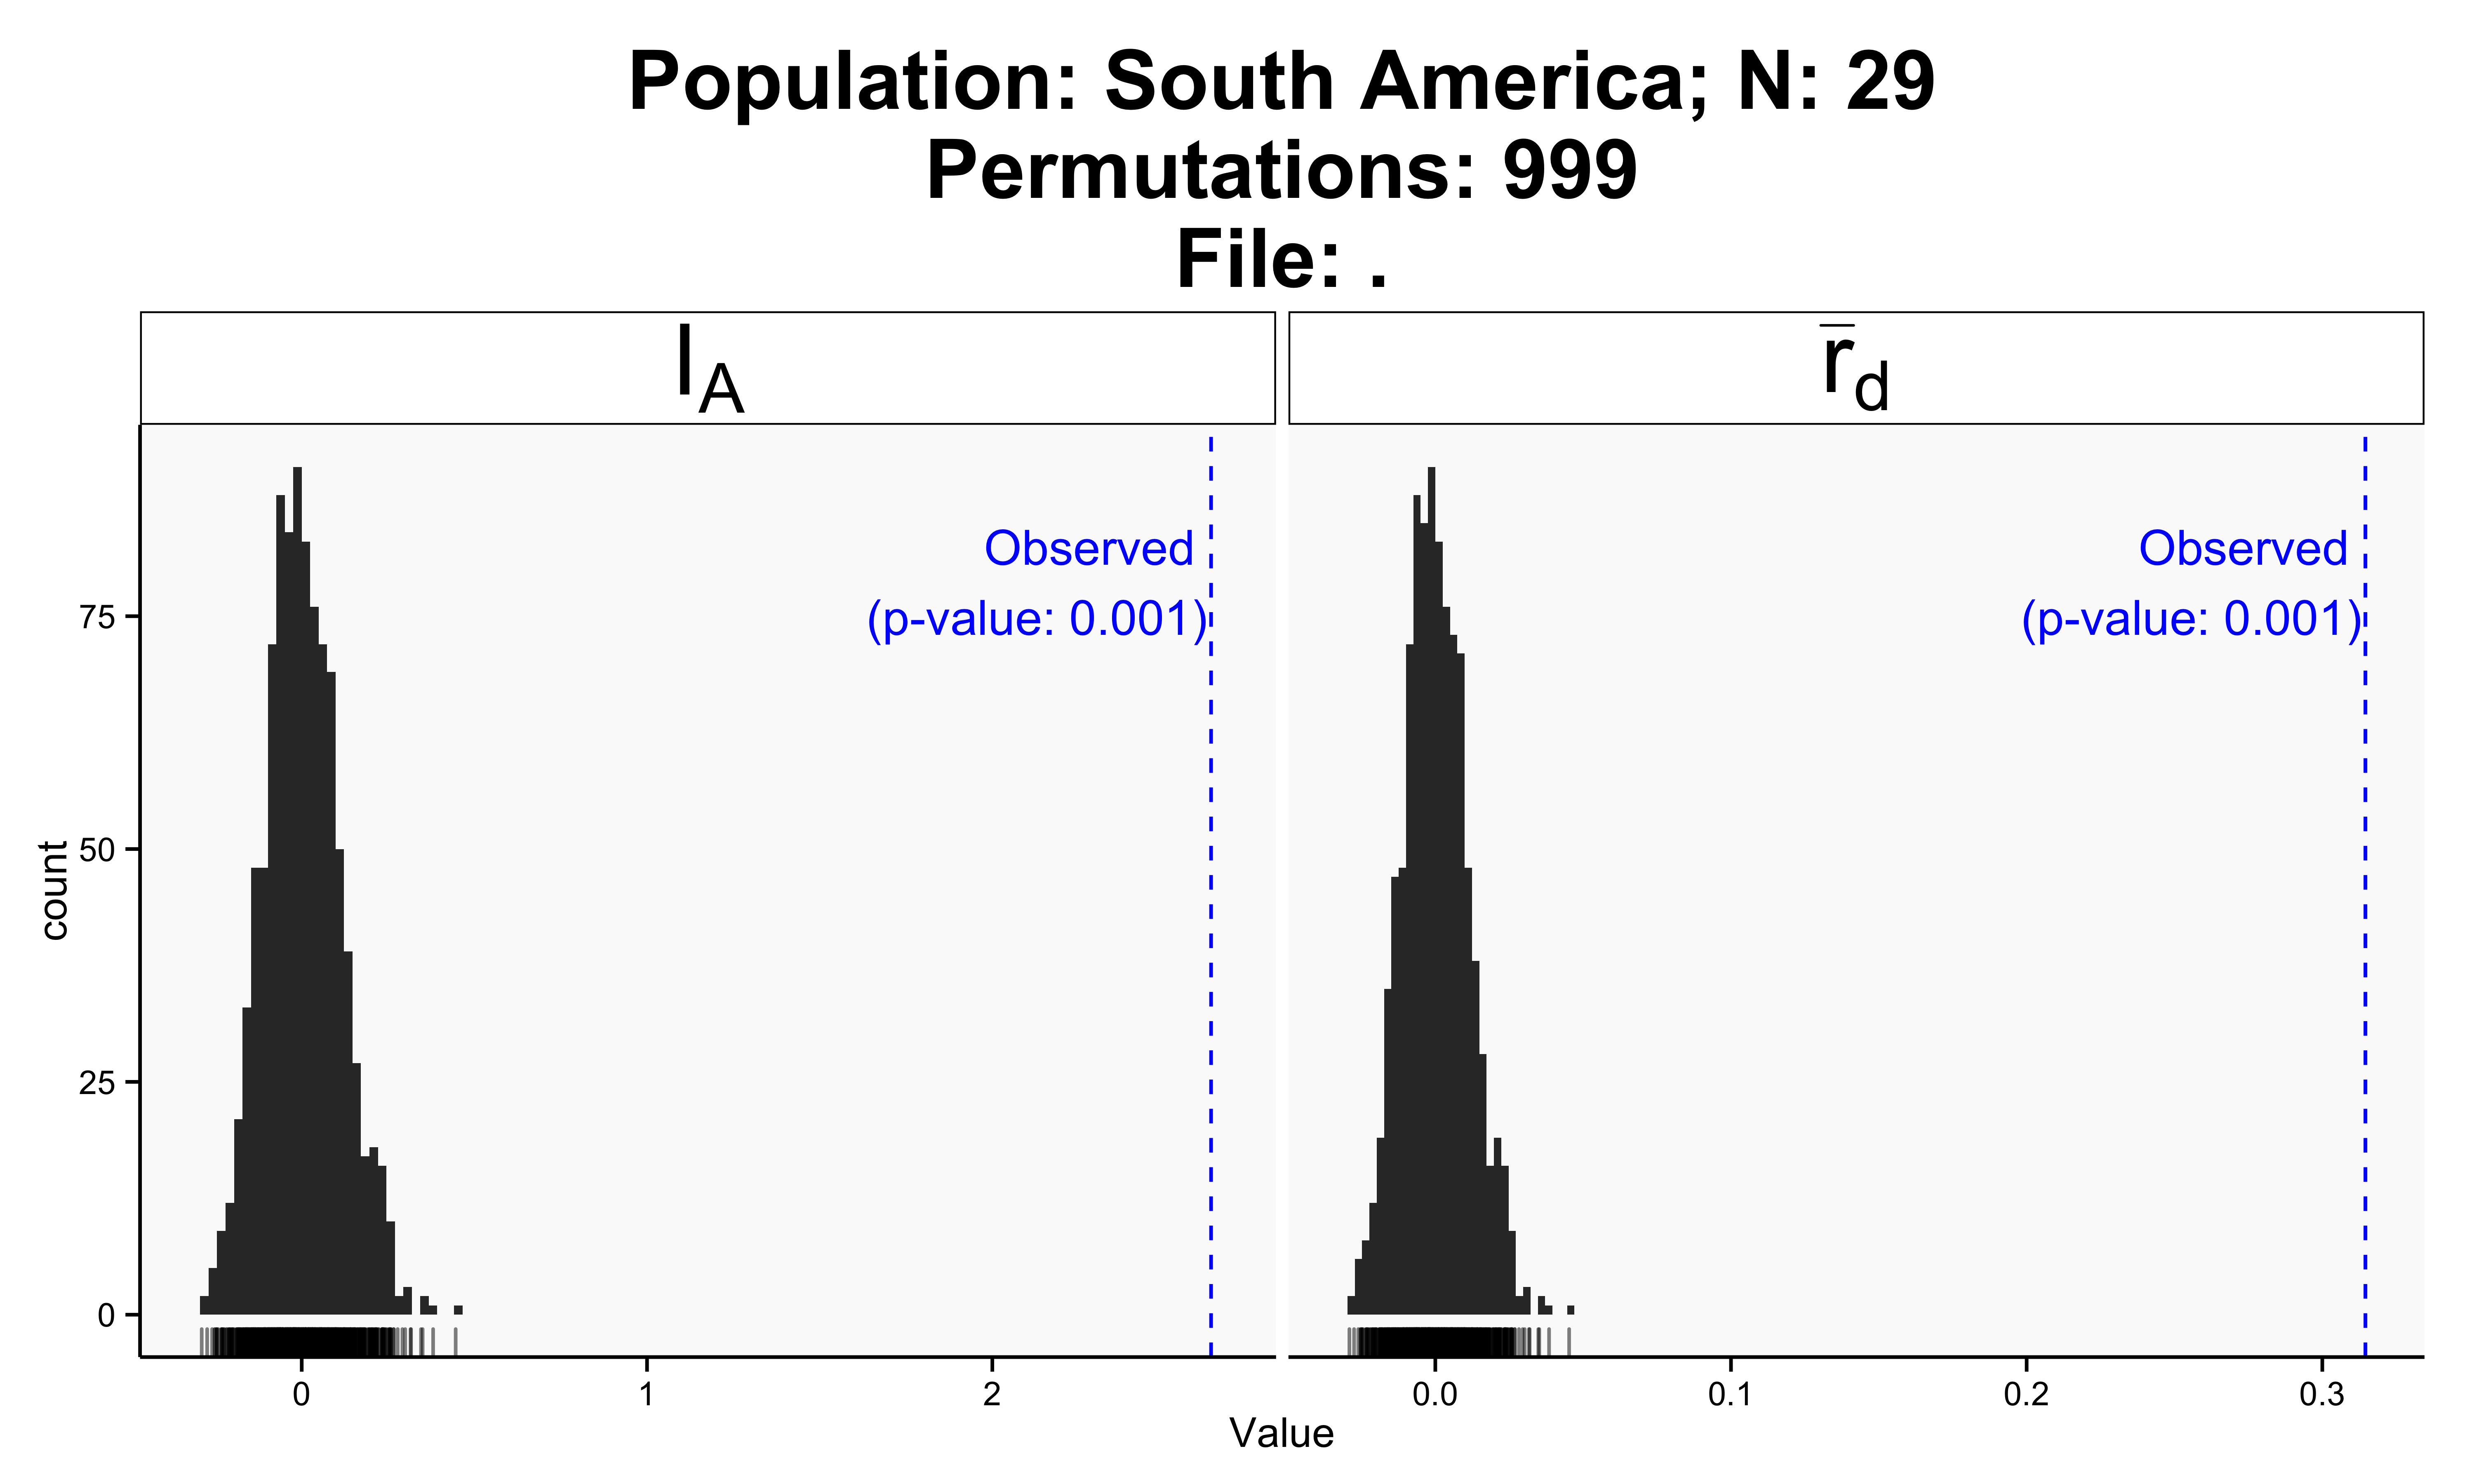 Population: South America; N: 29
Permutations: 999
File: .
I_A
r̅_d
Observed
(p-value: 0.001)
Observed
(p-value: 0.001)
count
75
50
25
0
0 1 2
0.0 0.1 0.2 0.3
Value